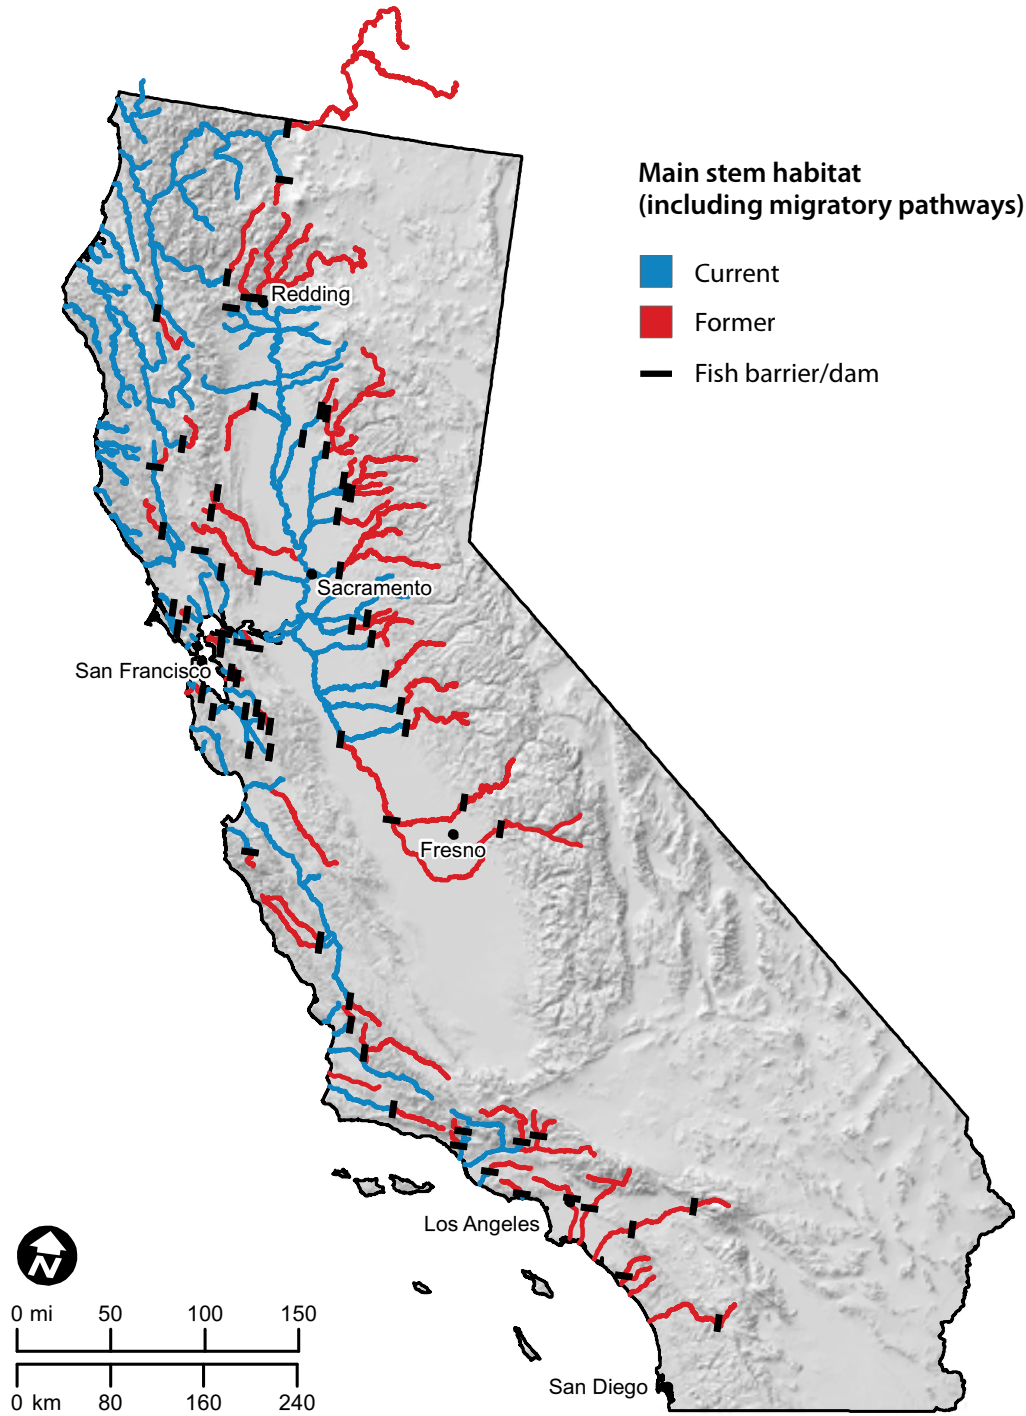 Main stem habitat
(including migratory pathways)
Current
Former
Fish barrier/dam
Redding
Sacramento
San Francisco
Fresno
Los Angeles
San Diego
N
0 mi 50 100 150
0 km 80 160 240